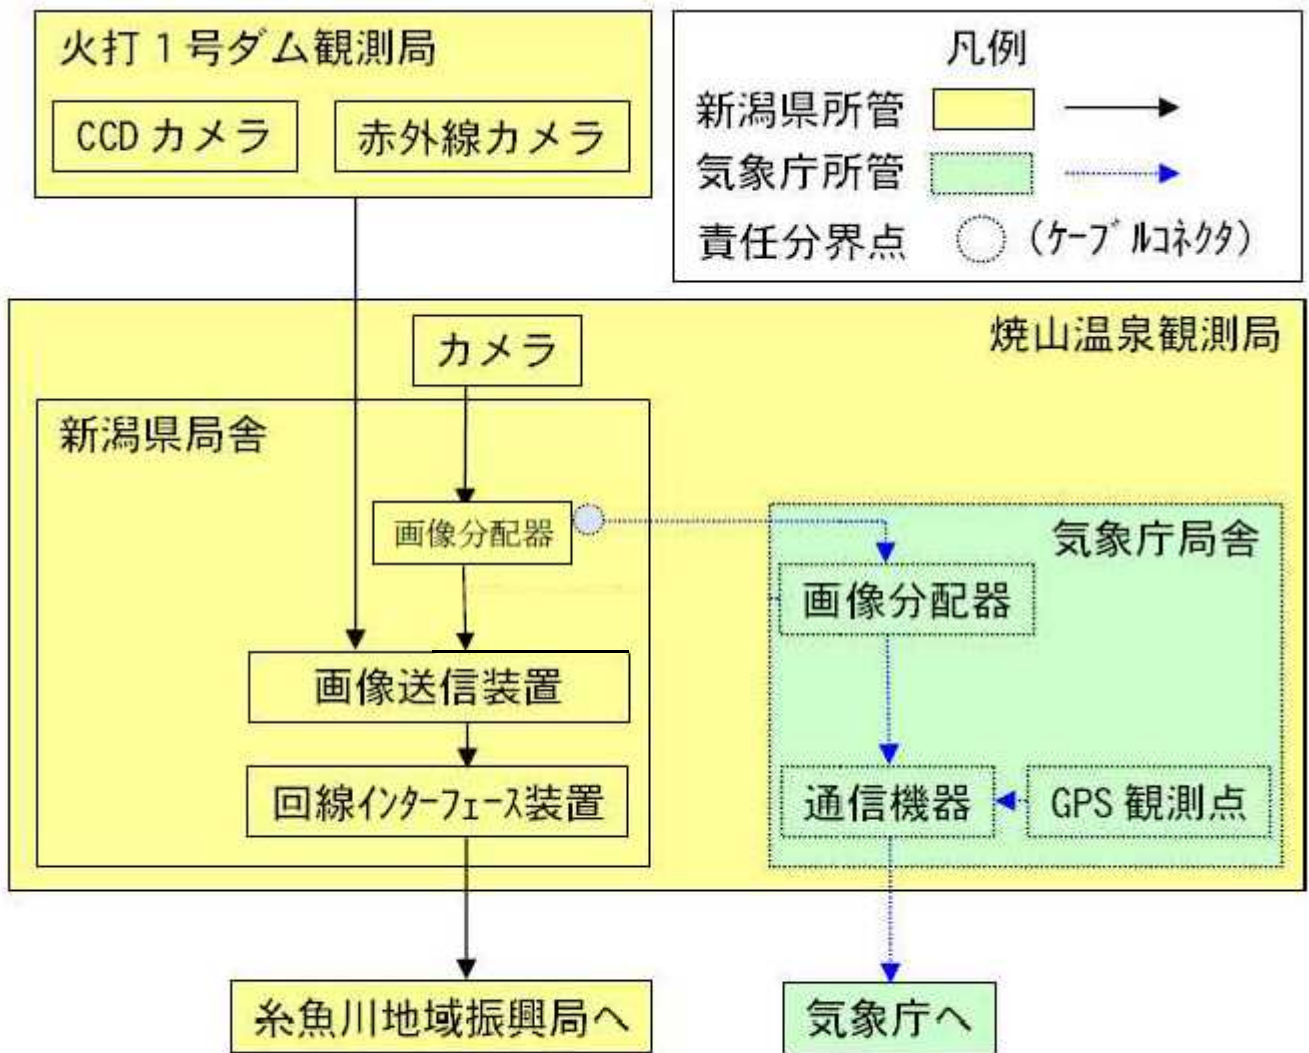 火打１号ダム観測局
CCD カメラ
赤外線カメラ
凡例
新潟県所管
気象庁所管
責任分界点 (ｹｰﾌﾞﾙｺﾈｸﾀ)
焼山温泉観測局
カメラ
新潟県局舎
画像分配器
気象庁局舎
画像分配器
画像送信装置
回線ｲﾝﾀｰﾌｪｰｽ装置
通信機器
GPS 観測点
糸魚川地域振興局へ
気象庁へ